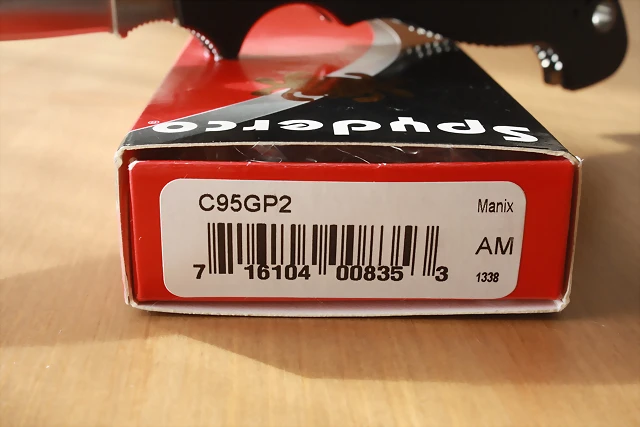 Spyderco®
C95GP2
Manix
AM
1338
7 16104 00835 3